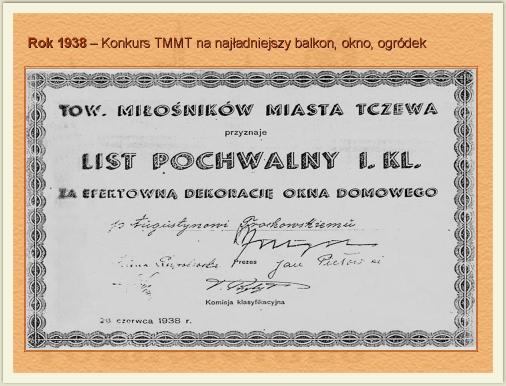 Rok 1938 – Konkurs TMMT na najładniejszy balkon, okno, ogródek
TOW. MIŁOŚNIKÓW MIASTA TCZEWA
przyznaje
LIST POCHWALNY I. KL.
ZA EFEKTOWNĄ DEKORACJĘ OKNA DOMOWEGO
p. Augustynowi
Prezes Jan
Komisja klasyfikacyjna
26 czerwca 1938 r.